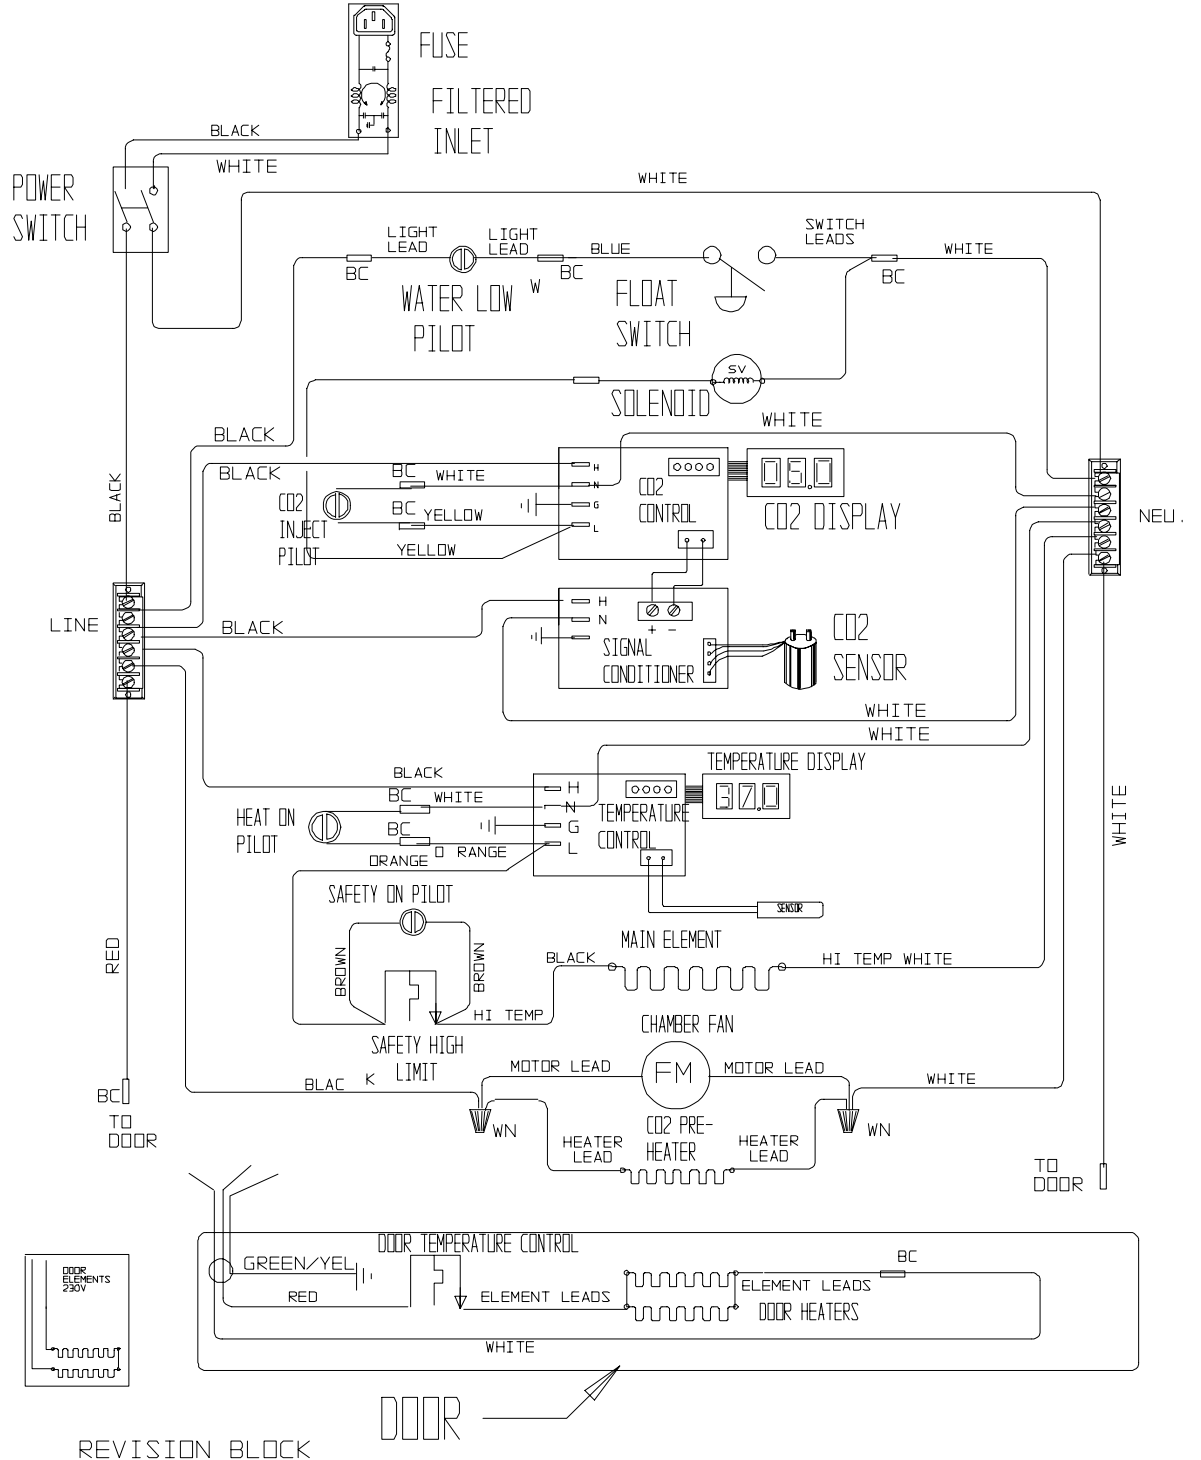 FUSE
FILTERED
INLET
BLACK
WHITE
POWER
SWITCH
WHITE
LIGHT
LEAD
LIGHT
LEAD
BLUE
SWITCH
LEADS
WHITE
BC
BC
BC
WATER LOW
PILOT
W
FLOAT
SWITCH
SV
SOLENOID
WHITE
BLACK
BLACK
BC
WHITE
H
N
G
L
CO2
CONTROL
06.0
CO2 DISPLAY
CO2
INJECT
PILOT
BC
YELLOW
YELLOW
BLACK
NEU.
LINE
BLACK
H
N
+ -
SIGNAL
CONDITIONER
CO2
SENSOR
WHITE
WHITE
TEMPERATURE DISPLAY
BLACK
BC
WHITE
H
N
G
L
TEMPERATURE
CONTROL
37.0
HEAT ON
PILOT
BC
O RANGE
ORANGE
WHITE
SAFETY ON PILOT
SENSOR
RED
BROWN
BROWN
MAIN ELEMENT
BLACK
HI TEMP WHITE
HI TEMP
SAFETY HIGH
LIMIT
CHAMBER FAN
MOTOR LEAD
FM
MOTOR LEAD
BLAC K
WHITE
BC
TO
DOOR
WN
CO2 PRE-
HEATER
WN
HEATER
LEAD
HEATER
LEAD
TO
DOOR
DOOR TEMPERATURE CONTROL
GREEN/YEL
BC
RED
ELEMENT LEADS
ELEMENT LEADS
DOOR HEATERS
WHITE
DOOR
ELEMENTS
230V
DOOR
REVISION BLOCK